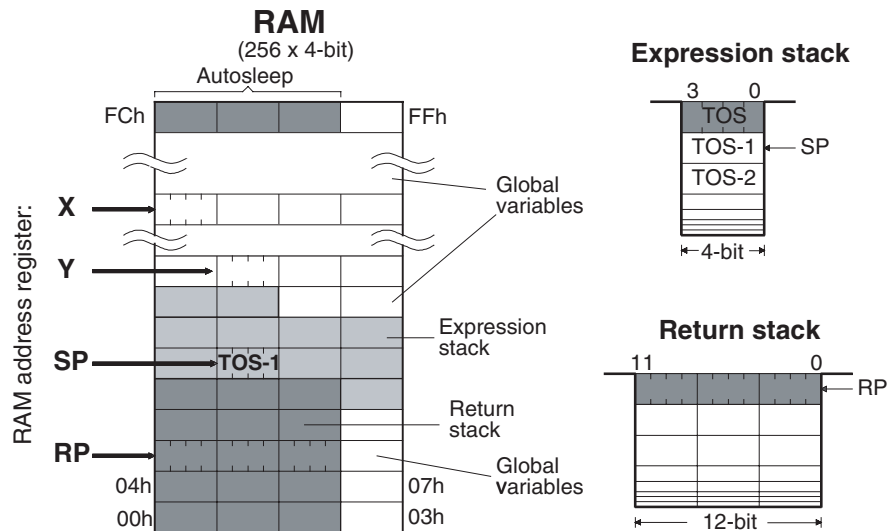 RAM
(256 x 4-bit)
Autosleep
FCh
FFh
Global
variables
X
Y
SP
TOS-1
RP
RAM address register:
Expression
stack
Return
stack
Global
variables
04h
07h
00h
03h
Expression stack
3 0
TOS
TOS-1
SP
TOS-2
4-bit
Return stack
11 0
RP
12-bit